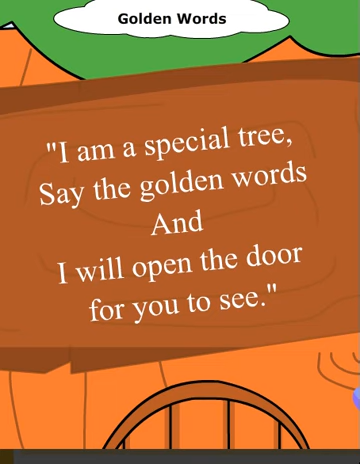 Golden Words
"I am a special tree,
Say the golden words
And
I will open the door
for you to see."